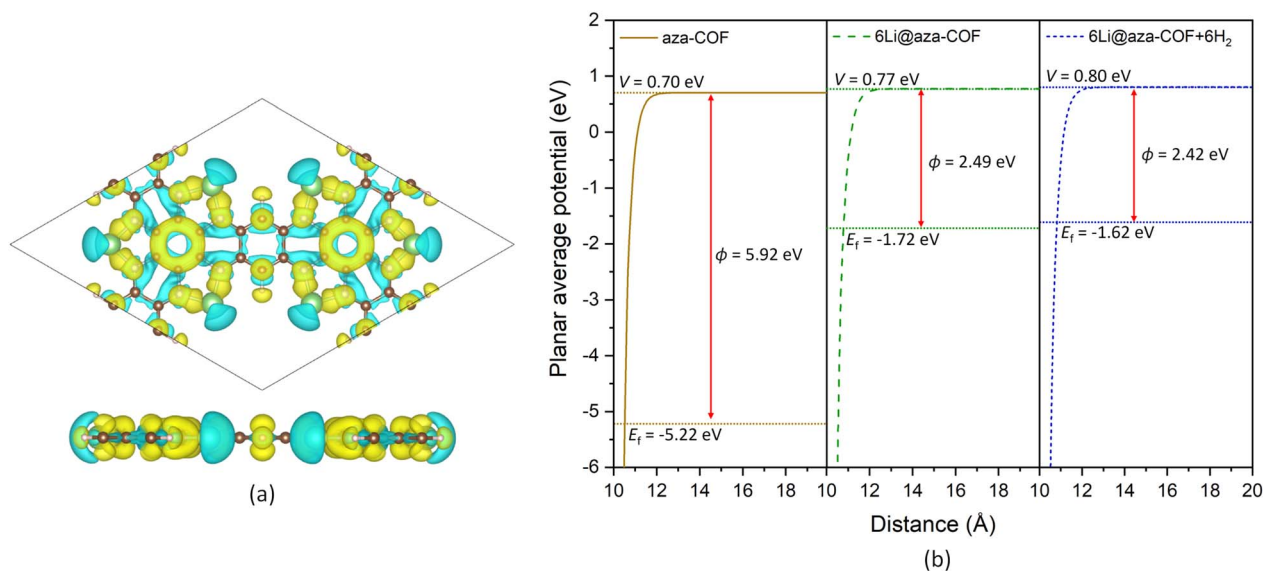 aza-COF
6Li@aza-COF
6Li@aza-COF+6H₂
V = 0.70 eV
V = 0.77 eV
V = 0.80 eV
ϕ = 5.92 eV
ϕ = 2.49 eV
ϕ = 2.42 eV
E_f = -5.22 eV
E_f = -1.72 eV
E_f = -1.62 eV
Planar average potential (eV)
2
1
0
-1
-2
-3
-4
-5
-6
10 12 14 16 18 10 12 14 16 18 10 12 14 16 18 20
Distance (Å)
(a)
(b)